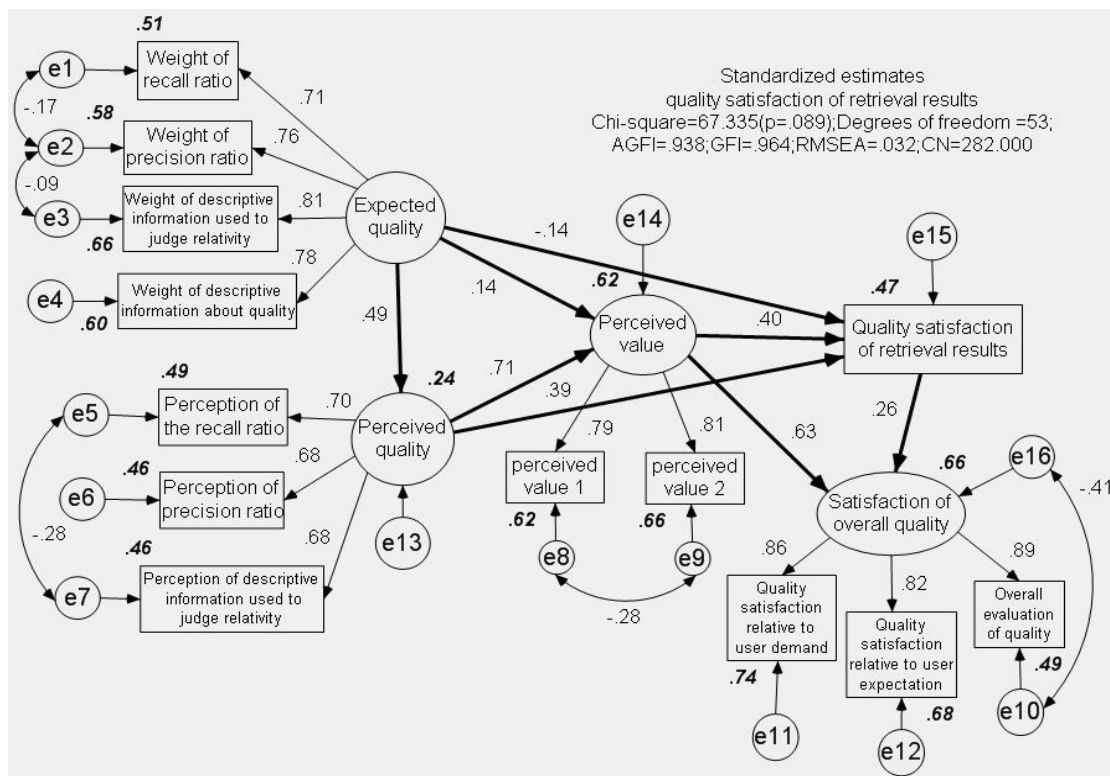 .51
e1
Weight of
recall ratio
Standardized estimates
quality satisfaction of retrieval results
Chi-square=67.335(p=.089);Degrees of freedom =53;
AGFI=.938;GFI=.964;RMSEA=.032;CN=282.000
-.17
.71
.58
e2
Weight of
precision ratio
.76
-.09
e3
Weight of descriptive
information used to
judge relativity
.81
.66
Expected
quality
e14
-.14
e15
.78
e4
Weight of descriptive
information about quality
.60
.14
.62
.47
.49
Perceived
value
.40
Quality satisfaction
of retrieval results
.49
.24
.71
.39
e5
Perception of
the recall ratio
.70
Perceived
quality
.79
.81
.63
.26
.68
.46
e6
Perception of
precision ratio
perceived
value 1
perceived
value 2
.66
e16
-.41
-.28
.46
.68
e13
.62
.66
Satisfaction of
overall quality
e8
e9
-.28
e7
Perception of descriptive
information used to
judge relativity
.86
.82
.89
Quality
satisfaction
relative to
user demand
Quality
satisfaction
relative to user
expectation
Overall
evaluation
of quality
.74
.49
.68
e11
e12
e10